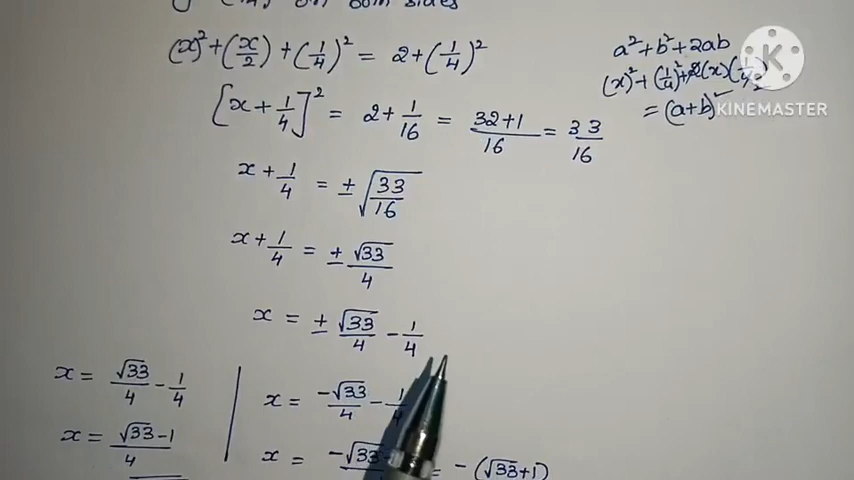 on both sides
(x)² + (x/2) + (1/4)² = 2 + (1/4)²
[x + 1/4]² = 2 + 1/16 = 32+1/16 = 33/16
x + 1/4 = ± √33/16
x + 1/4 = ± √33/4
x = ± √33/4 - 1/4
x = √33/4 - 1/4
x = √33-1/4
x = -√33/4 - 1/4
x = -√33 = -(√33+1)
a² + b² + 2ab
(x)² + (1/4)² + 2(x)(1/4)
= (a+b)²
KINEMASTER